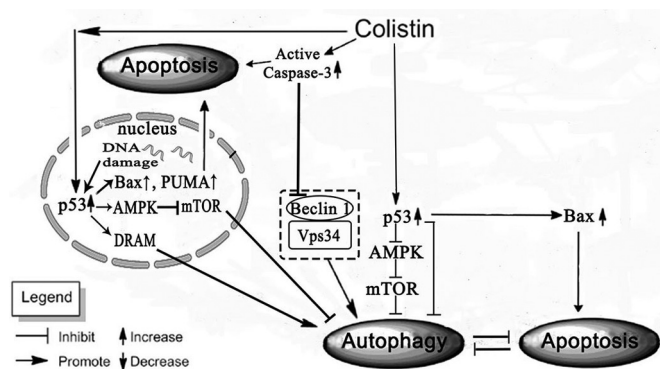 Colistin
Active
Caspase-3↑
Apoptosis
nucleus
DNA
damage
Bax↑, PUMA↑
p53↑
AMPK
mTOR
DRAM
Beclin 1
Vps34
p53↑
Bax↑
AMPK
mTOR
Autophagy
Apoptosis
Legend
Inhibit
Increase
Promote
Decrease